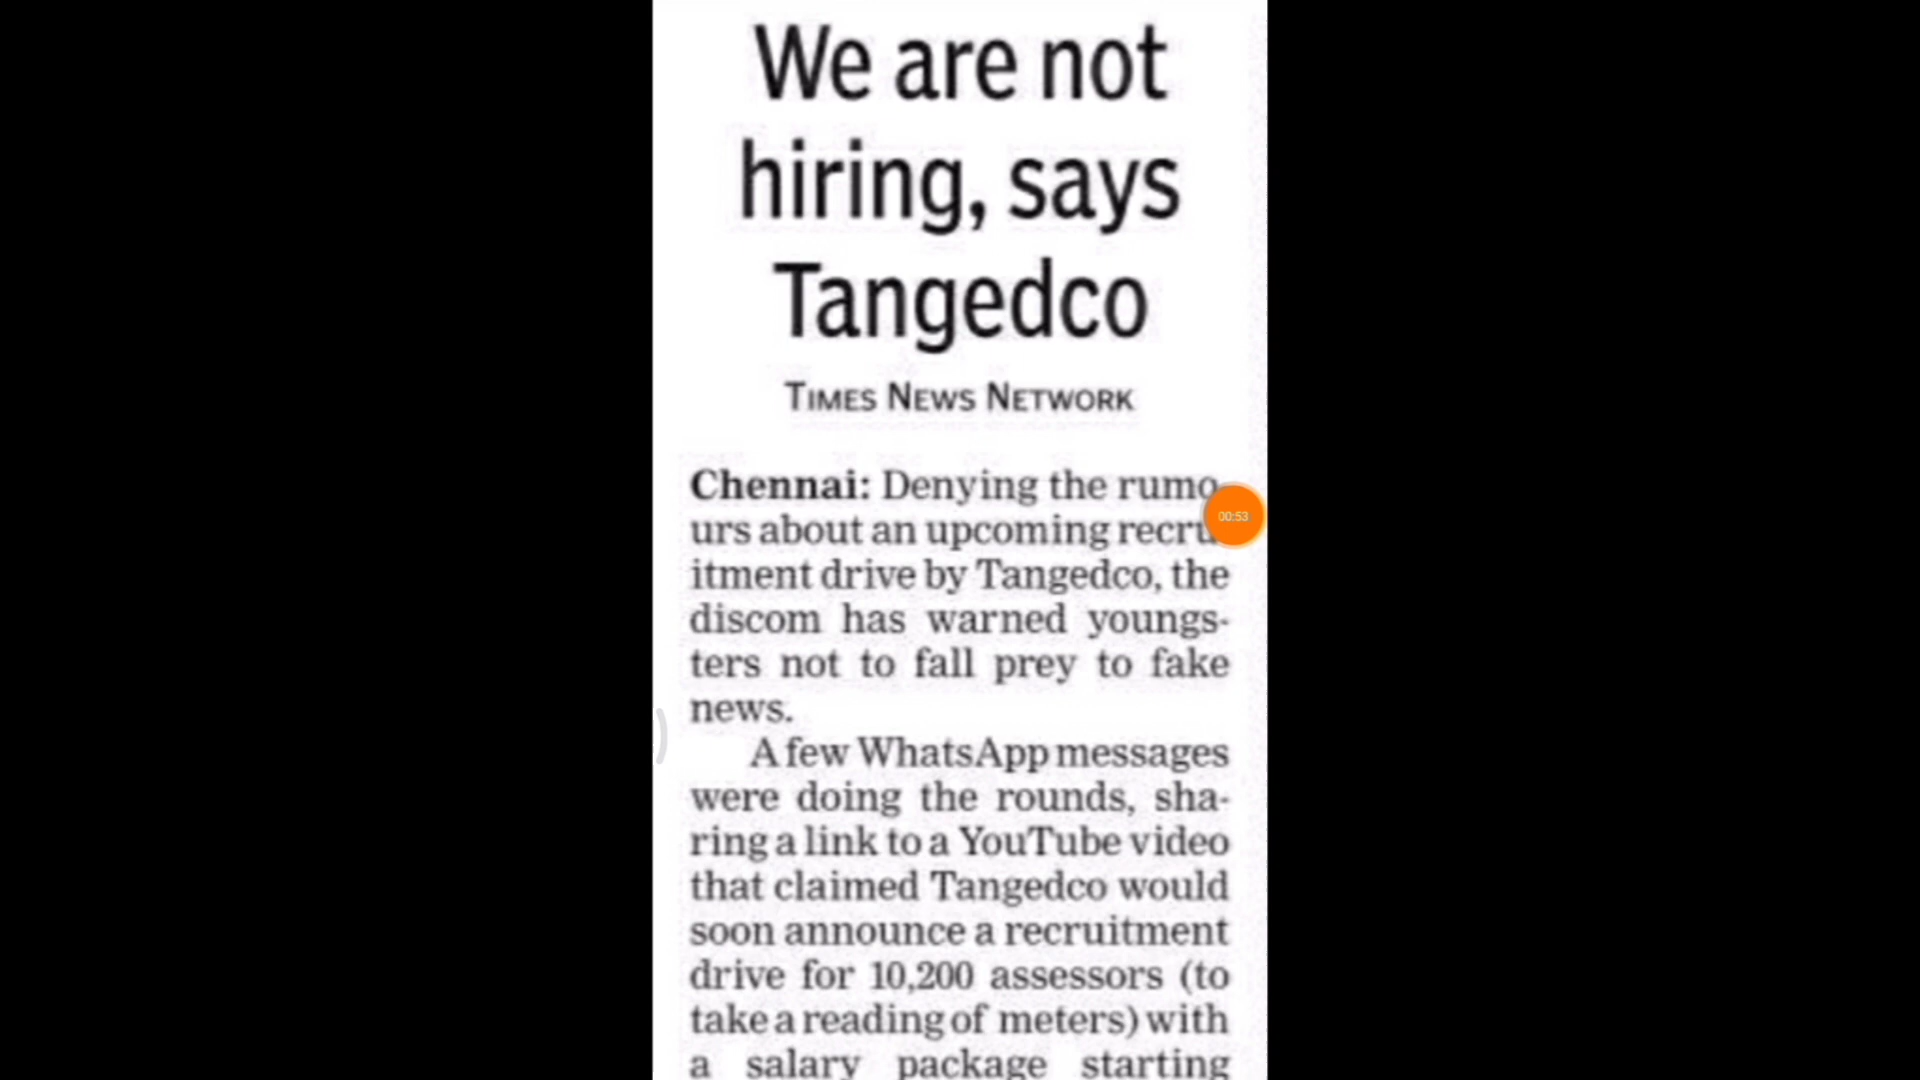 We are not
hiring, says
Tangedco
TIMES NEWS NETWORK
Chennai: Denying the rumo
urs about an upcoming recru
itment drive by Tangedco, the
discom has warned youngs-
ters not to fall prey to fake
news.
A few WhatsApp messages
were doing the rounds, sha-
ring a link to a YouTube video
that claimed Tangedco would
soon announce a recruitment
drive for 10,200 assessors (to
take a reading of meters) with
a salary package starting
00:53